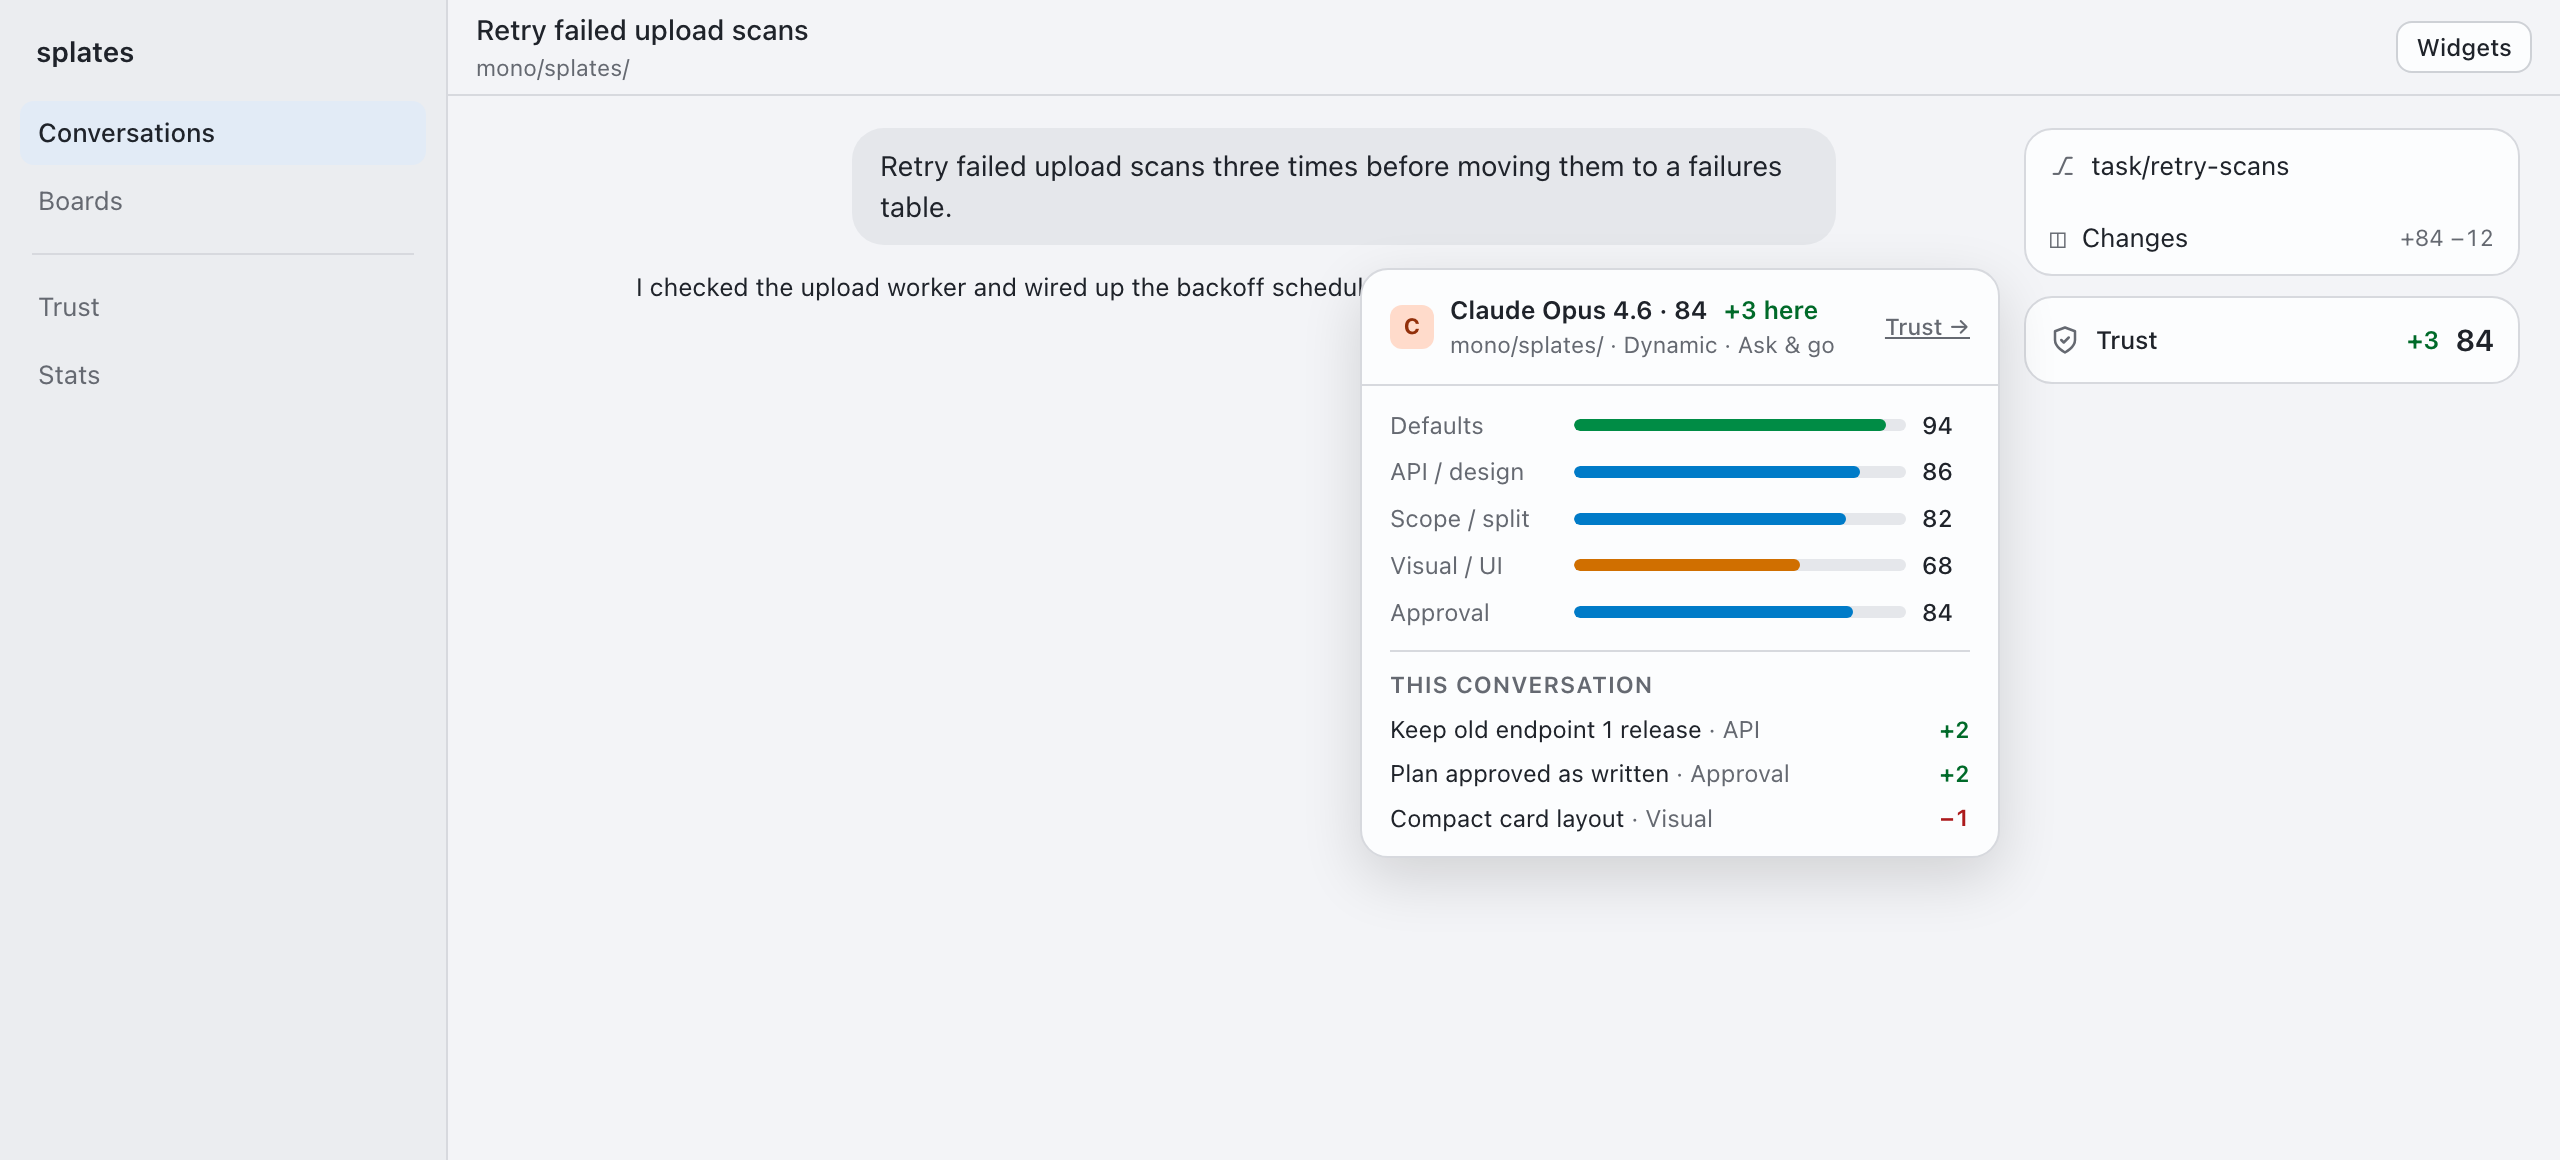 splates
Conversations
Boards
Trust
Stats
Retry failed upload scans
mono/splates/
Widgets
Retry failed upload scans three times before moving them to a failures
table.
I checked the upload worker and wired up the backoff
task/retry-scans
Changes +84 −12
Trust +3 84
C
Claude Opus 4.6 · 84 +3 here
mono/splates/ · Dynamic · Ask & go
Trust →
Defaults 94
API / design 86
Scope / split 82
Visual / UI 68
Approval 84
THIS CONVERSATION
Keep old endpoint 1 release · API +2
Plan approved as written · Approval +2
Compact card layout · Visual −1